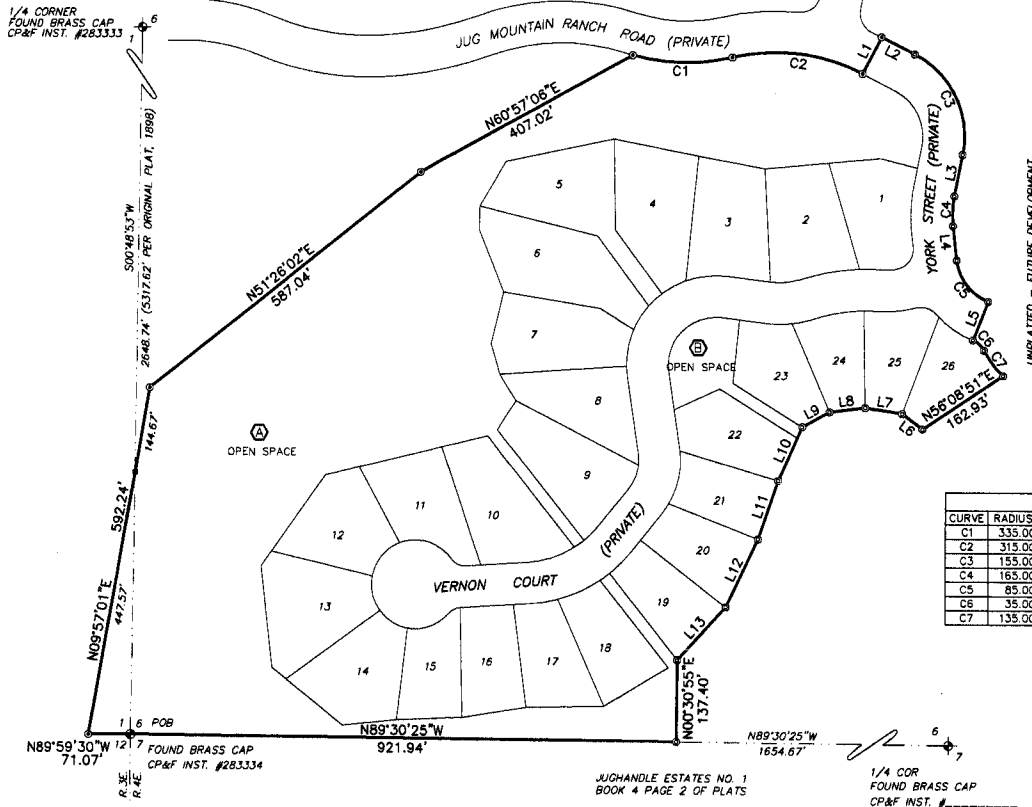 1/4 CORNER
FOUND BRASS CAP
CP&F INST. #283333
6
1
JUG MOUNTAIN RANCH ROAD (PRIVATE)
L1
L2
C1
C2
C3
N60°57'06"E
407.02'
YORK STREET (PRIVATE)
L3
C4
L4
C5
L5
C6
C7
UNPLATTED - FUTURE DEVELOPMENT
S00°48'53"W
2648.74' (5317.62' PER ORIGINAL PLAT, 1898)
N51°26'02"E
587.04'
5
4
3
2
1
6
7
8
9
B
OPEN SPACE
23
24
25
26
N56°08'51"E
162.93'
L6
L7
L8
L9
L10
L11
L12
L13
22
21
20
19
A
OPEN SPACE
144.67'
592.24'
N09°57'01"E
447.57'
12
11
10
13
14
15
16
17
18
VERNON COURT
(PRIVATE)
CURVE RADIUS
C1 335.00
C2 315.00
C3 155.00
C4 165.00
C5 85.00
C6 35.00
C7 135.00
N00°30'55"E
137.40'
1 6 POB
12 7
N89°59'30"W
71.07'
FOUND BRASS CAP
CP&F INST. #283334
R.3E.
R.4E.
N89°30'25"W
921.94'
N89°30'25"W
1654.67'
6
7
JUGHANDLE ESTATES NO. 1
BOOK 4 PAGE 2 OF PLATS
1/4 COR
FOUND BRASS CAP
CP&F INST. #